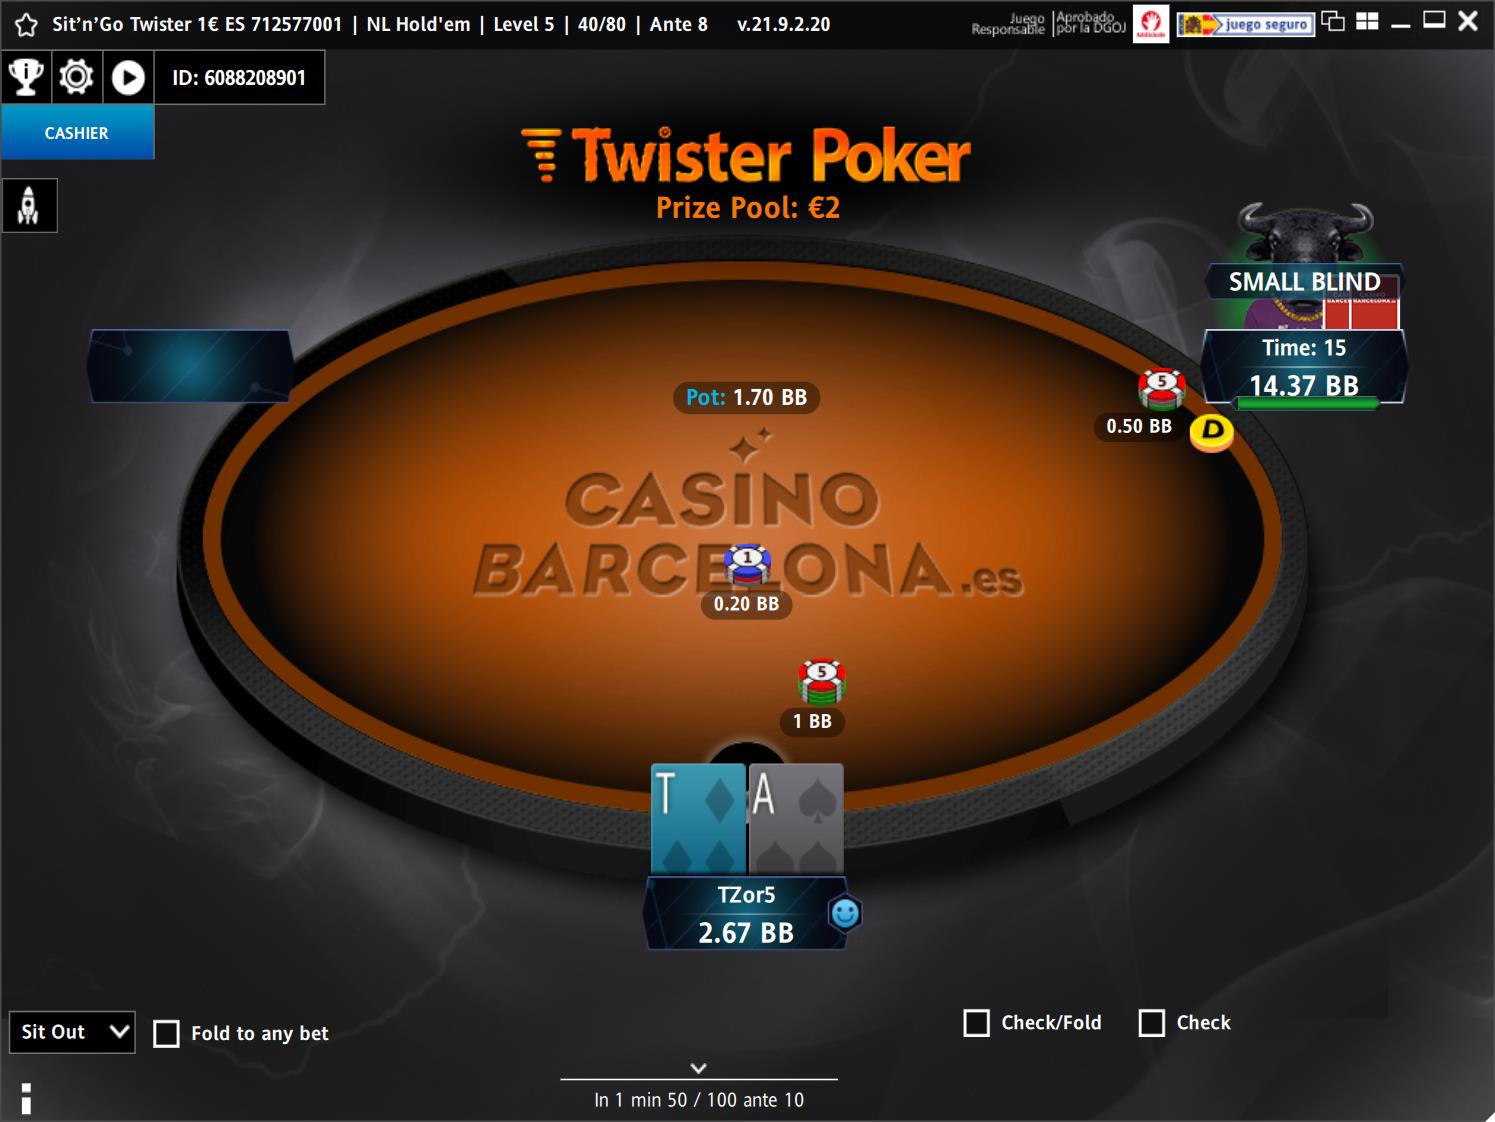 Sit'n'Go Twister 1€ ES 712577001 | NL Hold'em | Level 5 | 40/80 | Ante 8 v.21.9.2.20
Juego Responsable
Aprobado por la DGOJ
juego seguro
ID: 6088208901
CASHIER
Twister Poker
Prize Pool: €2
SMALL BLIND
Time: 15
14.37 BB
Pot: 1.70 BB
5
0.50 BB
D
CASINO
BARCELONA.es
1
0.20 BB
5
1 BB
T A
TZor5
2.67 BB
Sit Out
Fold to any bet
Check/Fold
Check
In 1 min 50 / 100 ante 10